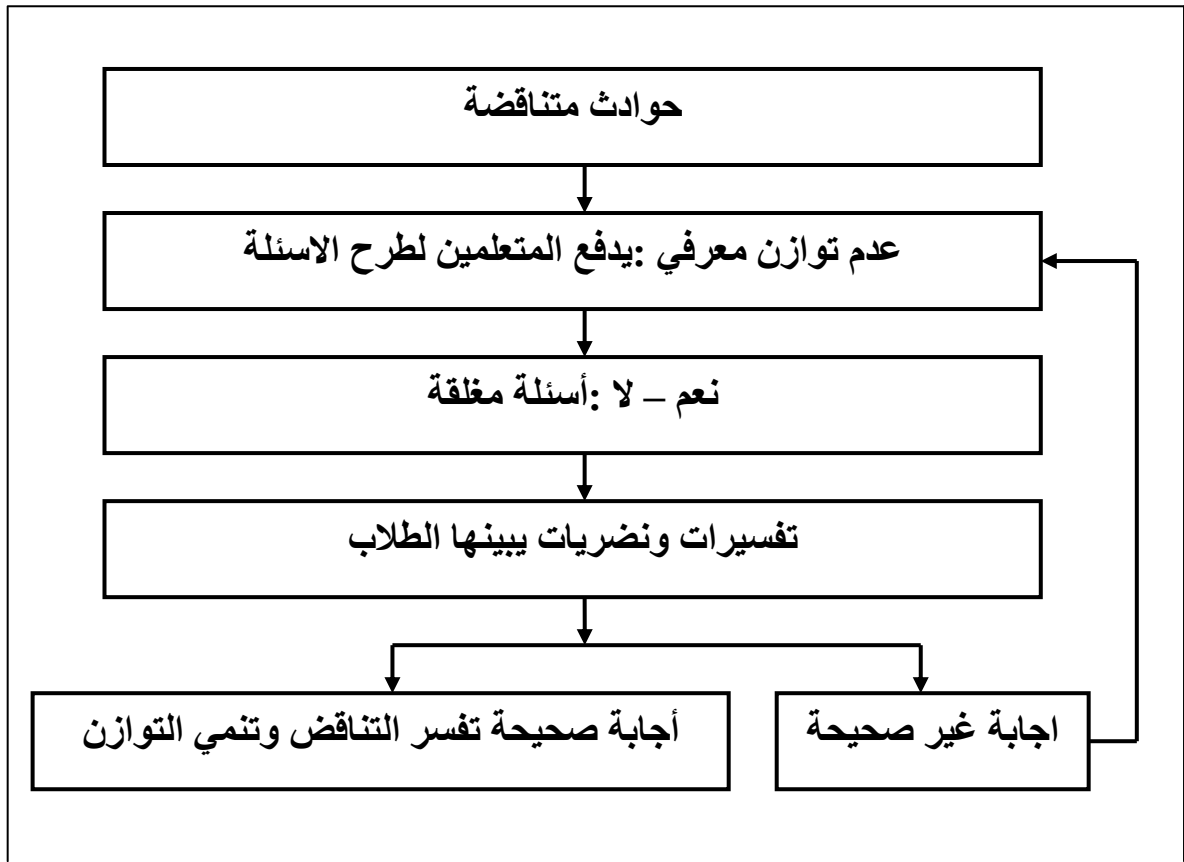 حوادث متناقضة
عدم توازن معرفي :يدفع المتعلمين لطرح الاسئلة
نعم – لا :أسئلة مغلقة
تفسيرات ونضريات يبينها الطلاب
اجابة غير صحيحة
أجابة صحيحة تفسر التناقض وتنمي التوازن